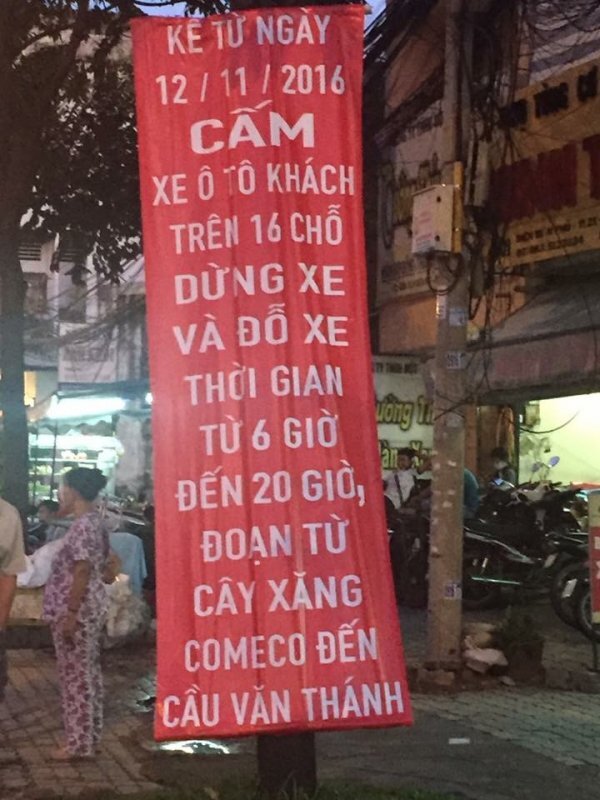 KỂ TỪ NGÀY
12 / 11 / 2016
CẤM
XE Ô TÔ KHÁCH
TRÊN 16 CHỖ
DỪNG XE
VÀ ĐỖ XE
THỜI GIAN
TỪ 6 GIỜ
ĐẾN 20 GIỜ,
ĐOẠN TỪ
CÂY XĂNG
COMECO ĐẾN
CẦU VĂN THÁNH